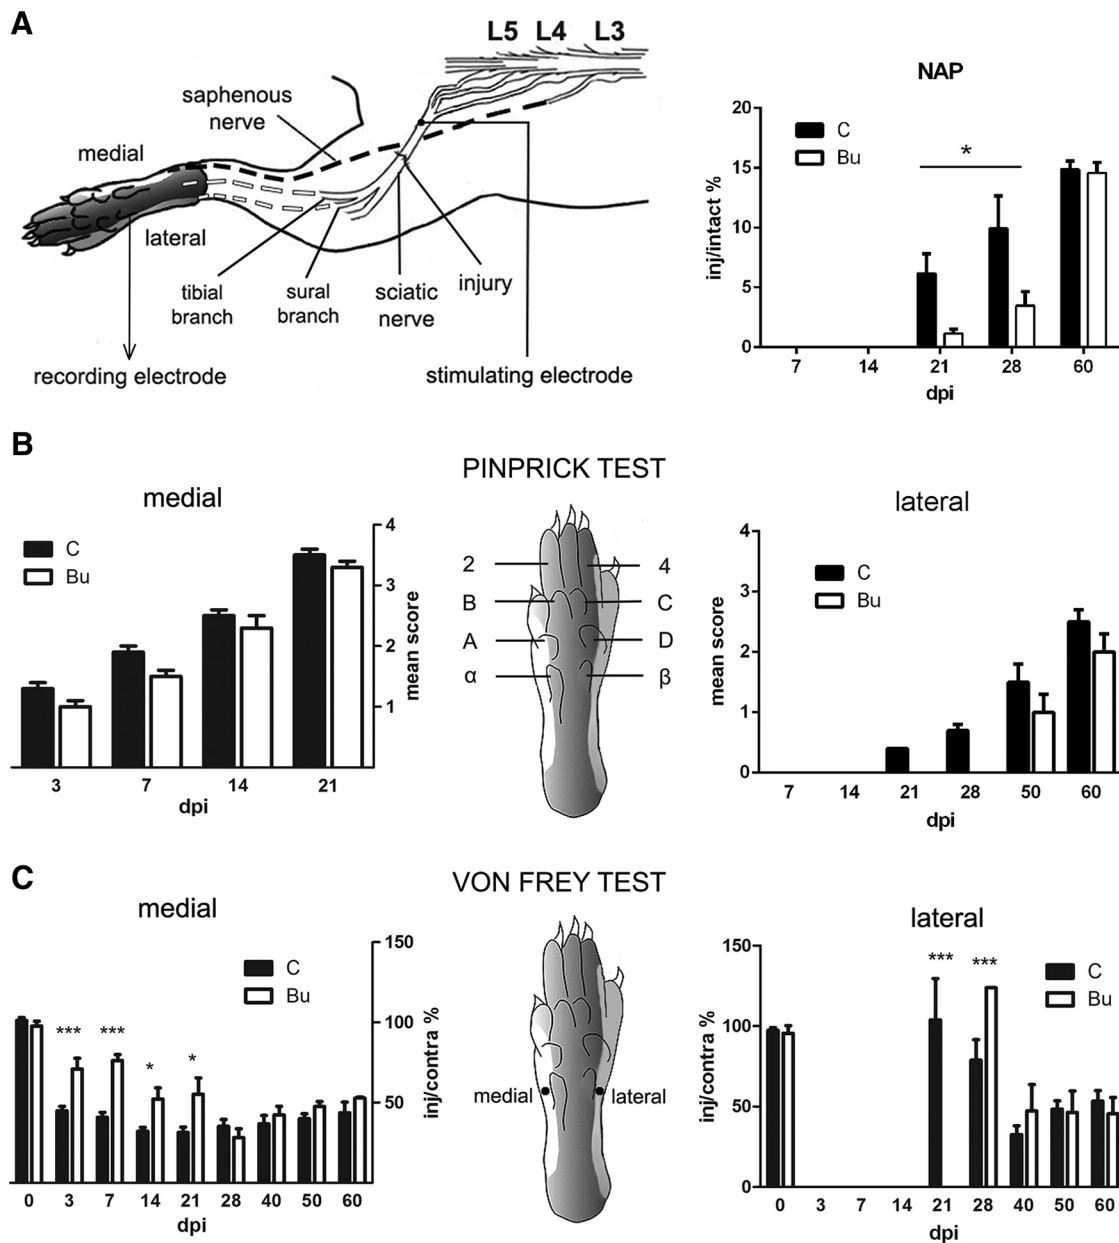 A
L5 L4 L3
saphenous
nerve
medial
lateral
tibial
branch
sural
branch
sciatic
nerve
injury
recording electrode
stimulating electrode
NAP
C
Bu
*
20
15
10
5
0
inj/intact %
7 14 21 28 60
dpi
B
PINPRICK TEST
medial
C
Bu
4
3
2
1
mean score
3 7 14 21
dpi
2 4
B C
A D
α β
lateral
C
Bu
4
3
2
1
0
mean score
7 14 21 28 50 60
dpi
C
VON FREY TEST
medial
C
Bu
*** *** * *
150
100
50
inj/contra %
0 3 7 14 21 28 40 50 60
dpi
medial lateral
lateral
*** ***
C
Bu
150
100
50
0
inj/contra %
0 3 7 14 21 28 40 50 60
dpi